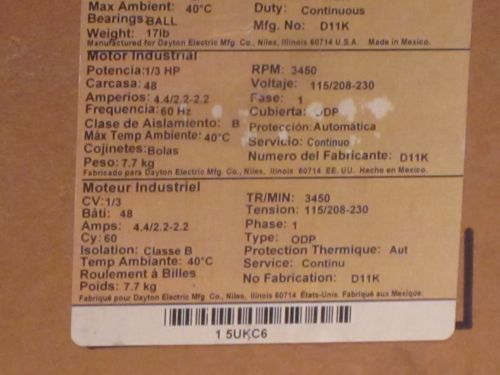 Max Ambient: 40°C Duty: Continuous
Bearings: BALL Mfg. No: D11K
Weight: 17lb
Manufactured for Dayton Electric Mfg. Co., Niles, Illinois 60714 U.S.A. Made in Mexico.
Motor Industrial
Potencia: 1/3 HP RPM: 3450
Carcasa: 48 Voltaje: 115/208-230
Amperios: 4.4/2.2-2.2 Fase: 1
Frequencia: 60 Hz Cubierta: ODP
Clase de Aislamiento: B Protección: Automática
Máx Temp Ambiente: 40°C Servicio: Continuo
Cojinetes: Bolas Numero del Fabricante: D11K
Peso: 7.7 kg
Fabricado para Dayton Electric Mfg. Co., Niles, Illinois 60714 EE. UU. Hecho en Mexico.
Moteur Industriel
CV: 1/3 TR/MIN: 3450
Bâti: 48 Tension: 115/208-230
Amps: 4.4/2.2-2.2 Phase: 1
Cy: 60 Type: ODP
Isolation: Classe B Protection Thermique: Aut
Temp Ambiante: 40°C Service: Continu
Roulement à Billes No Fabrication: D11K
Poids: 7.7 kg
Fabriqué pour Dayton Electric Mfg. Co., Niles, Illinois 60714 États-Unis. Fabriqué aux Mexique.
1 5UKC6